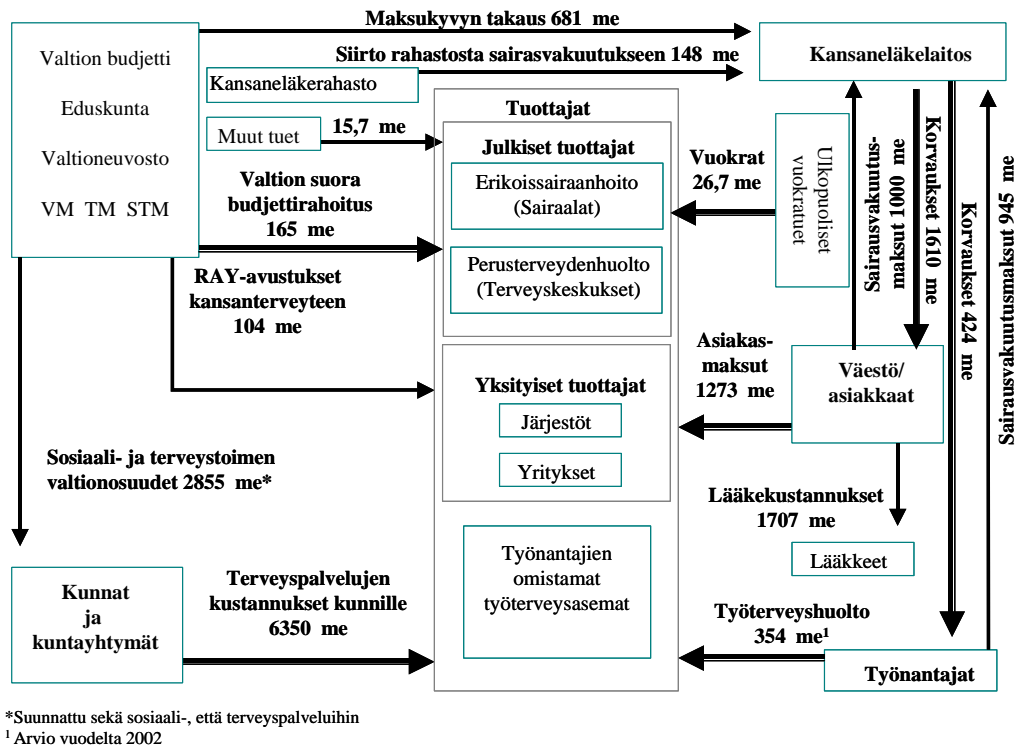 Maksukyvyn takaus 681 me
Siirto rahastosta sairasvakuutukseen 148 me
Valtion budjetti
Eduskunta
Valtioneuvosto
VM TM STM
Kansaneläkerahasto
Muut tuet
15,7 me
Valtion suora
budjettirahoitus
165 me
RAY-avustukset
kansanterveyteen
104 me
Sosiaali- ja terveystoimen
valtionosuudet 2855 me*
Kunnat
ja
kuntayhtymät
Terveyspalvelujen
kustannukset kunnille
6350 me
Tuottajat
Julkiset tuottajat
Erikoissairaanhoito
(Sairaalat)
Perusterveydenhuolto
(Terveyskeskukset)
Yksityiset tuottajat
Järjestöt
Yritykset
Työnantajien
omistamat
työterveysasemat
Kansaneläkelaitos
Vuokrat
26,7 me
Ulkopuoliset
vuokratuet
Sairausvakuutus-
maksut 1000 me
Korvaukset 1610 me
Korvaukset 424 me
Sairausvakuutusmaksut 945 me
Asiakas-
maksut
1273 me
Väestö/
asiakkaat
Lääkekustannukset
1707 me
Lääkkeet
Työterveyshuolto
354 me¹
Työnantajat
*Suunnattu sekä sosiaali-, että terveyspalveluihin
¹ Arvio vuodelta 2002